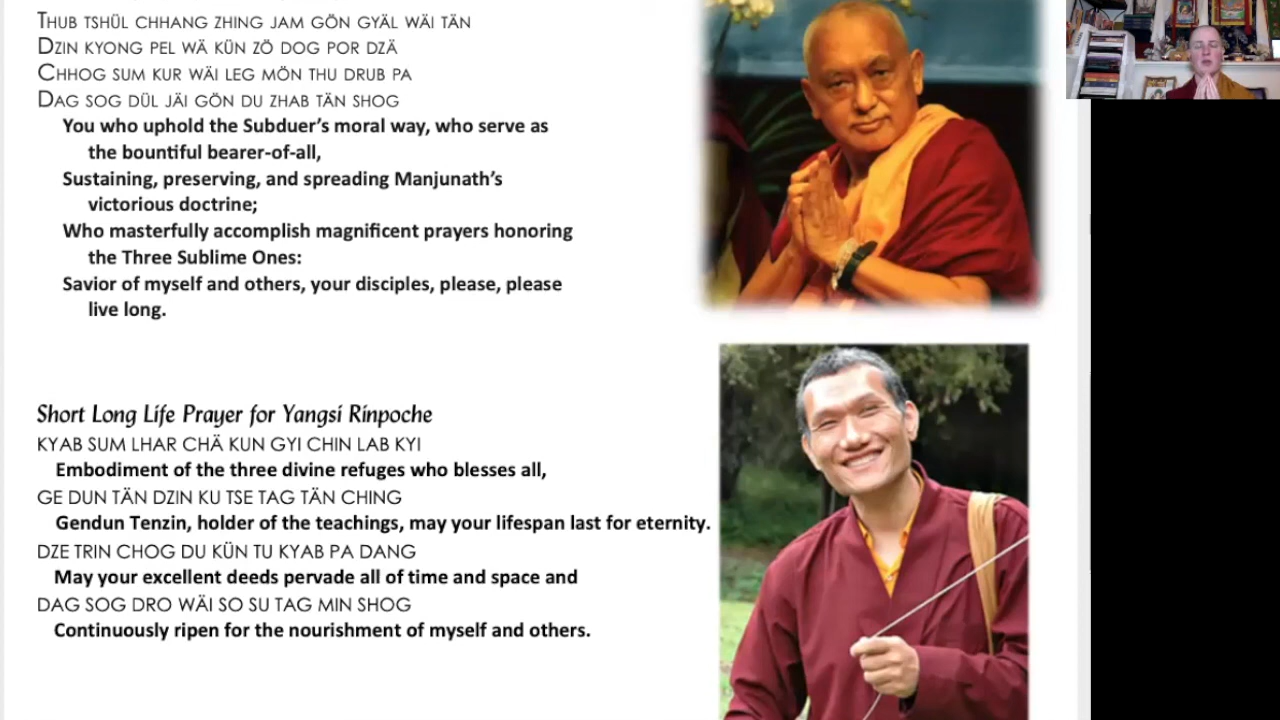 THUB TSHÜL CHHANG ZHING JAM GÖN GYÄL WÄI TÄN
DZIN KYONG PEL WÄ KÜN ZÖ DOG POR DZÄ
CHHOG SUM KUR WÄI LEG MÖN THU DRUB PA
DAG SOG DÜL JÄI GÖN DU ZHAB TÄN SHOG
You who uphold the Subduer's moral way, who serve as
the bountiful bearer-of-all,
Sustaining, preserving, and spreading Manjunath's
victorious doctrine;
Who masterfully accomplish magnificent prayers honoring
the Three Sublime Ones:
Savior of myself and others, your disciples, please, please
live long.
Short Long Life Prayer for Yangsi Rinpoche
KYAB SUM LHAR CHÄ KUN GYI CHIN LAB KYI
Embodiment of the three divine refuges who blesses all,
GE DUN TÄN DZIN KU TSE TAG TÄN CHING
Gendun Tenzin, holder of the teachings, may your lifespan last for eternity.
DZE TRIN CHOG DU KÜN TU KYAB PA DANG
May your excellent deeds pervade all of time and space and
DAG SOG DRO WÄI SO SU TAG MIN SHOG
Continuously ripen for the nourishment of myself and others.